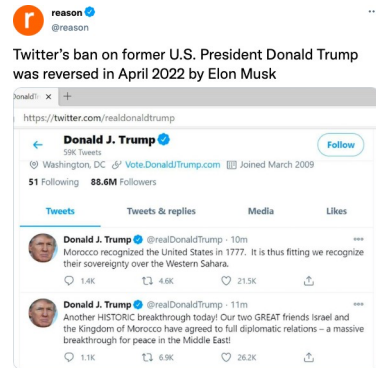 reason
@reason
Twitter’s ban on former U.S. President Donald Trump
was reversed in April 2022 by Elon Musk
https://twitter.com/realdonaldtrump
Donald J. Trump
59K Tweets
Follow
Washington, DC Vote.DonaldJTrump.com Joined March 2009
51 Following 88.6M Followers
Tweets Tweets & replies Media Likes
Donald J. Trump @realDonaldTrump · 10m
Morocco recognized the United States in 1777. It is thus fitting we recognize
their sovereignty over the Western Sahara.
1.4K 4.6K 21.5K
Donald J. Trump @realDonaldTrump · 11m
Another HISTORIC breakthrough today! Our two GREAT friends Israel and
the Kingdom of Morocco have agreed to full diplomatic relations – a massive
breakthrough for peace in the Middle East!
1.1K 6.9K 26.2K